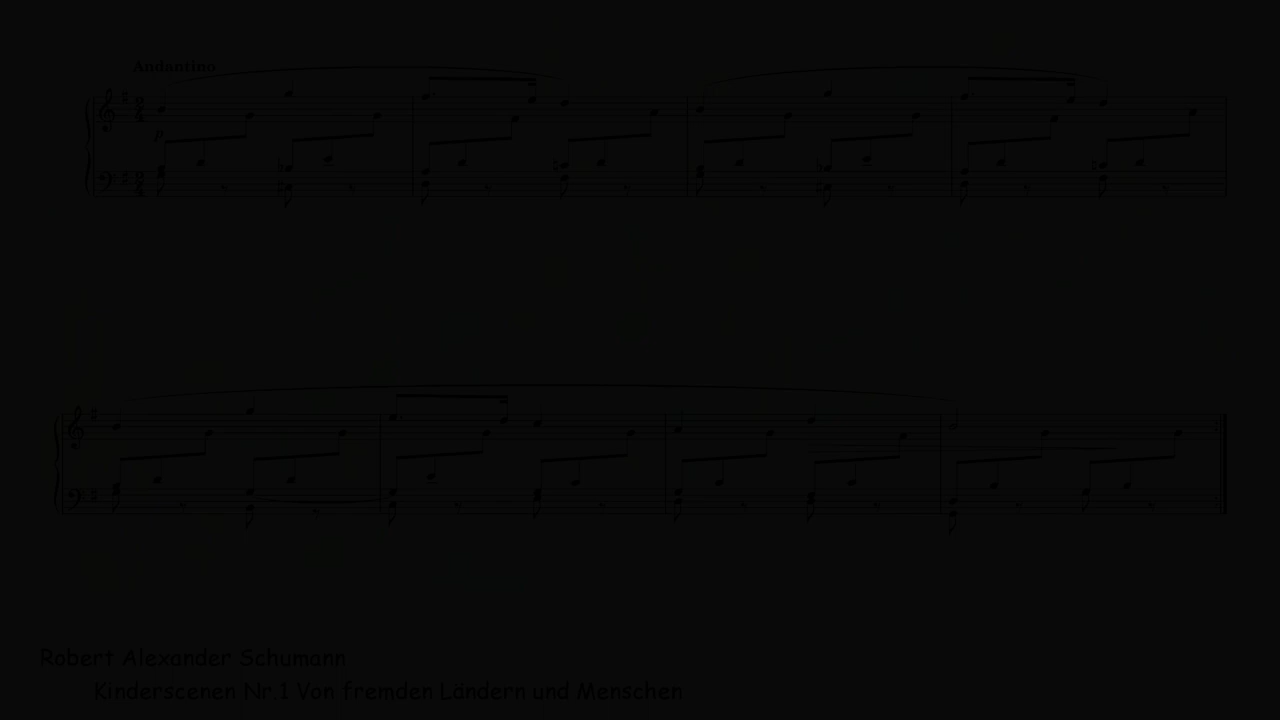 Andantino
p
Robert Alexander Schumann
Kinderscenen Nr.1 Von fremden Ländern und Menschen